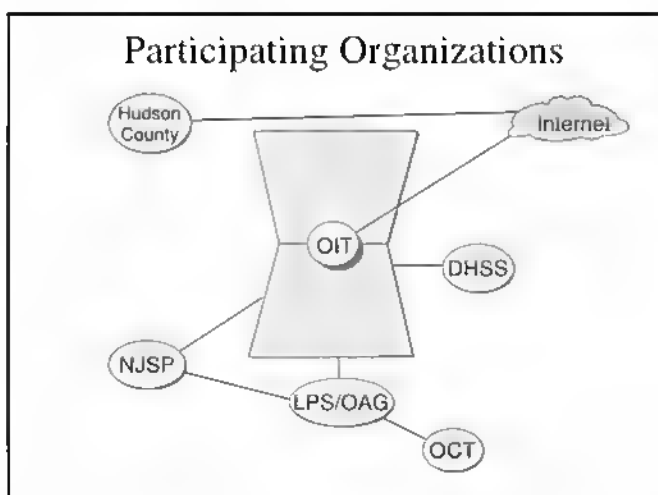 Participating Organizations
Hudson
County
Internet
OIT
DHSS
NJSP
LPS/OAG
OCT